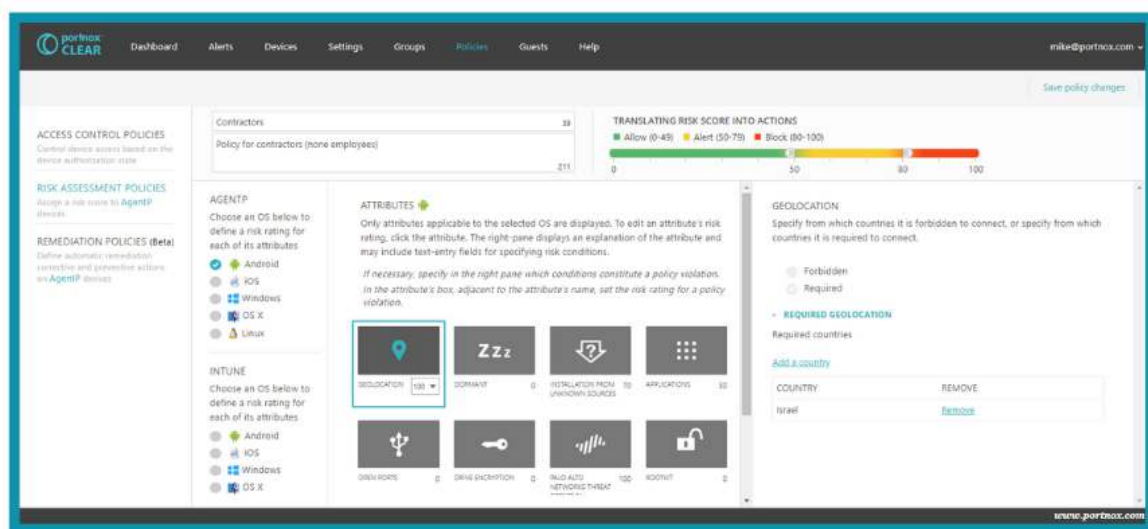 portnox
CLEAR
Dashboard
Alerts
Devices
Settings
Groups
Policies
Guests
Help
mike@portnox.com
Save policy changes
ACCESS CONTROL POLICIES
Control device access based on the
device authorization state
RISK ASSESSMENT POLICIES
Assign a risk score to AgentP
devices
REMEDIATION POLICIES (Beta)
Define automatic remediation
corrective and preventive actions
on AgentP devices
Contractors
39
Policy for contractors (none employees)
211
TRANSLATING RISK SCORE INTO ACTIONS
Allow (0-49) Alert (50-79) Block (80-100)
0 50 80 100
AGENTP
Choose an OS below to
define a risk rating for
each of its attributes
Android
iOS
Windows
OS X
Linux
INTUNE
Choose an OS below to
define a risk rating for
each of its attributes
Android
iOS
Windows
OS X
ATTRIBUTES
Only attributes applicable to the selected OS are displayed. To edit an attribute's risk
rating, click the attribute. The right-pane displays an explanation of the attribute and
may include text-entry fields for specifying risk conditions.
If necessary, specify in the right pane which conditions constitute a policy violation.
In the attribute's box, adjacent to the attribute's name, set the risk rating for a policy
violation.
Zzz
GEOLOCATION 100
DORMANT 0
INSTALLATION FROM 70
UNKNOWN SOURCES
APPLICATIONS 30
OPEN PORTS 0
DRIVE ENCRYPTION 0
PALO ALTO 100
NETWORKS THREAT
ROOTKIT 0
GEOLOCATION
Specify from which countries it is forbidden to connect, or specify from which
countries it is required to connect.
Forbidden
Required
REQUIRED GEOLOCATION
Required countries
Add a country
COUNTRY REMOVE
Israel Remove
www.portnox.com